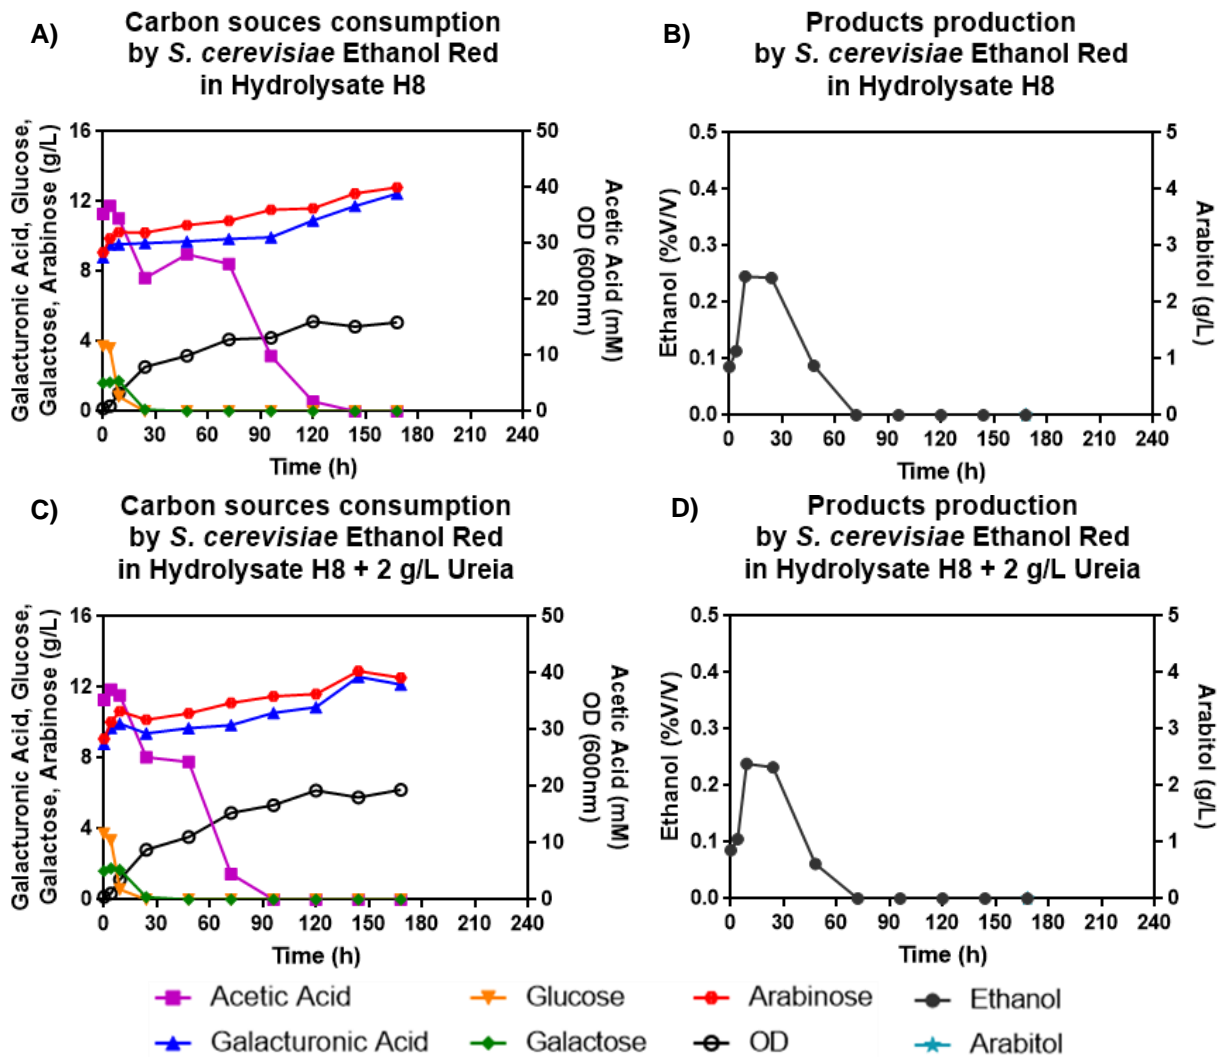 A)
Carbon souces consumption
by S. cerevisiae Ethanol Red
in Hydrolysate H8
Galacturonic Acid, Glucose,
Galactose, Arabinose (g/L)
16
12
8
4
0
50
40
30
20
10
0
Acetic Acid (mM)
OD (600nm)
0 30 60 90 120 150 180 210 240
Time (h)
B)
Products production
by S. cerevisiae Ethanol Red
in Hydrolysate H8
Ethanol (%V/V)
0.5
0.4
0.3
0.2
0.1
0.0
5
4
3
2
1
0
Arabitol (g/L)
0 30 60 90 120 150 180 210 240
Time (h)
C)
Carbon sources consumption
by S. cerevisiae Ethanol Red
in Hydrolysate H8 + 2 g/L Ureia
Galacturonic Acid, Glucose,
Galactose, Arabinose (g/L)
16
12
8
4
0
50
40
30
20
10
0
Acetic Acid (mM)
OD (600nm)
0 30 60 90 120 150 180 210 240
Time (h)
D)
Products production
by S. cerevisiae Ethanol Red
in Hydrolysate H8 + 2 g/L Ureia
Ethanol (%V/V)
0.5
0.4
0.3
0.2
0.1
0.0
5
4
3
2
1
0
Arabitol (g/L)
0 30 60 90 120 150 180 210 240
Time (h)
Acetic Acid Glucose Arabinose Ethanol
Galacturonic Acid Galactose OD Arabitol